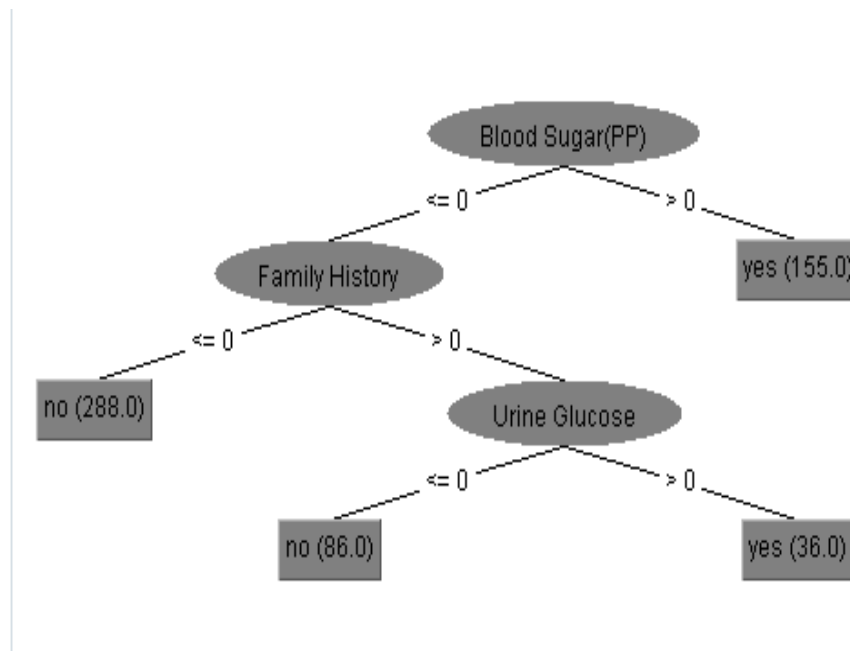 Blood Sugar(PP)
<= 0
> 0
Family History
yes (155.0)
<= 0
> 0
no (288.0)
Urine Glucose
<= 0
> 0
no (86.0)
yes (36.0)